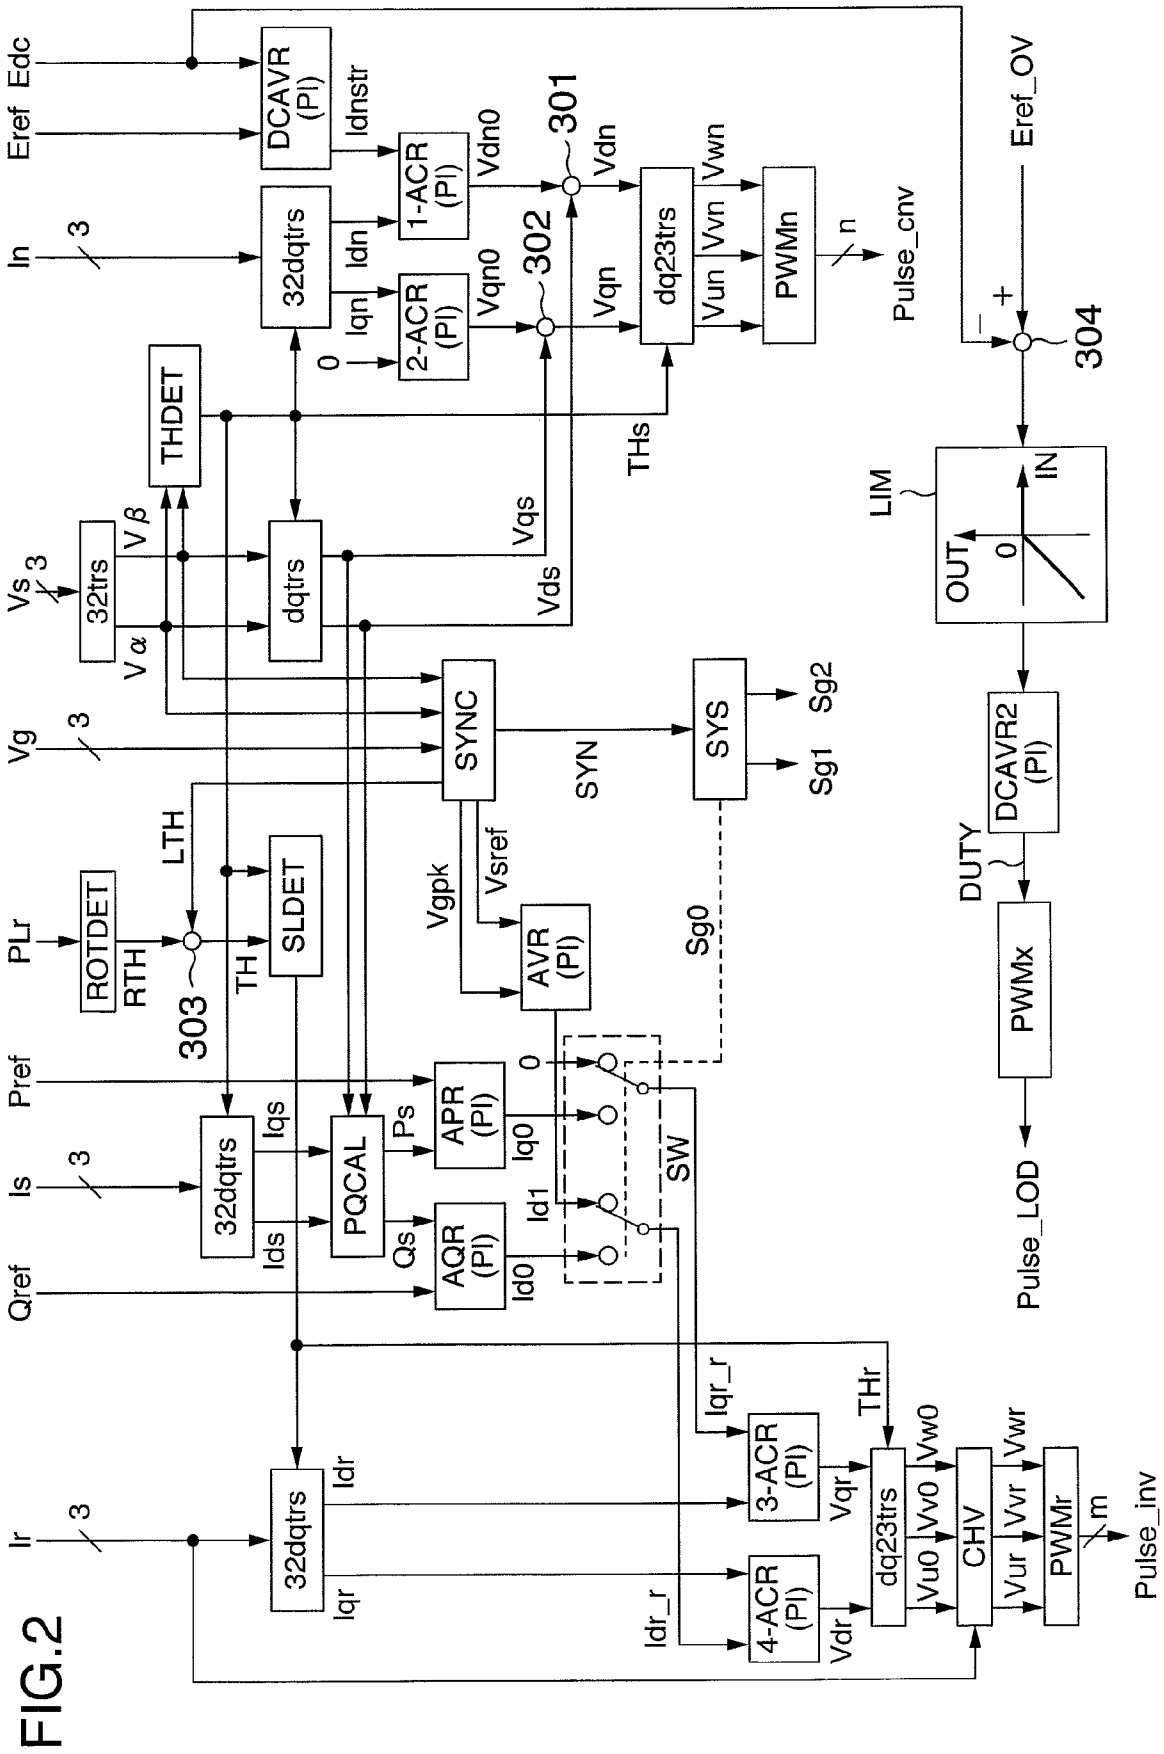 FIG.2
Ir
3
Qref
Is
3
Pref
PLr
Vg
3
Vs
3
In
3
Eref
Edc
ROTDET
RTH
303
LTH
TH
SLDET
32trs
Vα
Vβ
THDET
dqtrs
32dqtrs
Iqn
Idn
DCAVR
(PI)
Idnstr
0
2-ACR
(PI)
1-ACR
(PI)
Vqn0
Vdn0
302
301
Vqs
Vds
Vqn
Vdn
THs
dq23trs
Vun
Vvn
Vwn
PWMn
n
Pulse_cnv
32dqtrs
Ids
Iqs
PQCAL
Qs
Ps
AQR
(PI)
APR
(PI)
Id0
Id1
Iq0
0
SW
SYNC
Vgpk
Vsref
AVR
(PI)
SYN
SYS
Sg0
Sg1
Sg2
32dqtrs
Iqr
Idr
Idr_r
Iqr_r
4-ACR
(PI)
3-ACR
(PI)
Vdr
Vqr
THr
dq23trs
Vu0
Vv0
Vw0
CHV
Vur
Vvr
Vwr
PWMr
m
Pulse_inv
Eref_OV
+
−
304
LIM
OUT
0
IN
DCAVR2
(PI)
DUTY
PWMx
Pulse_LOD